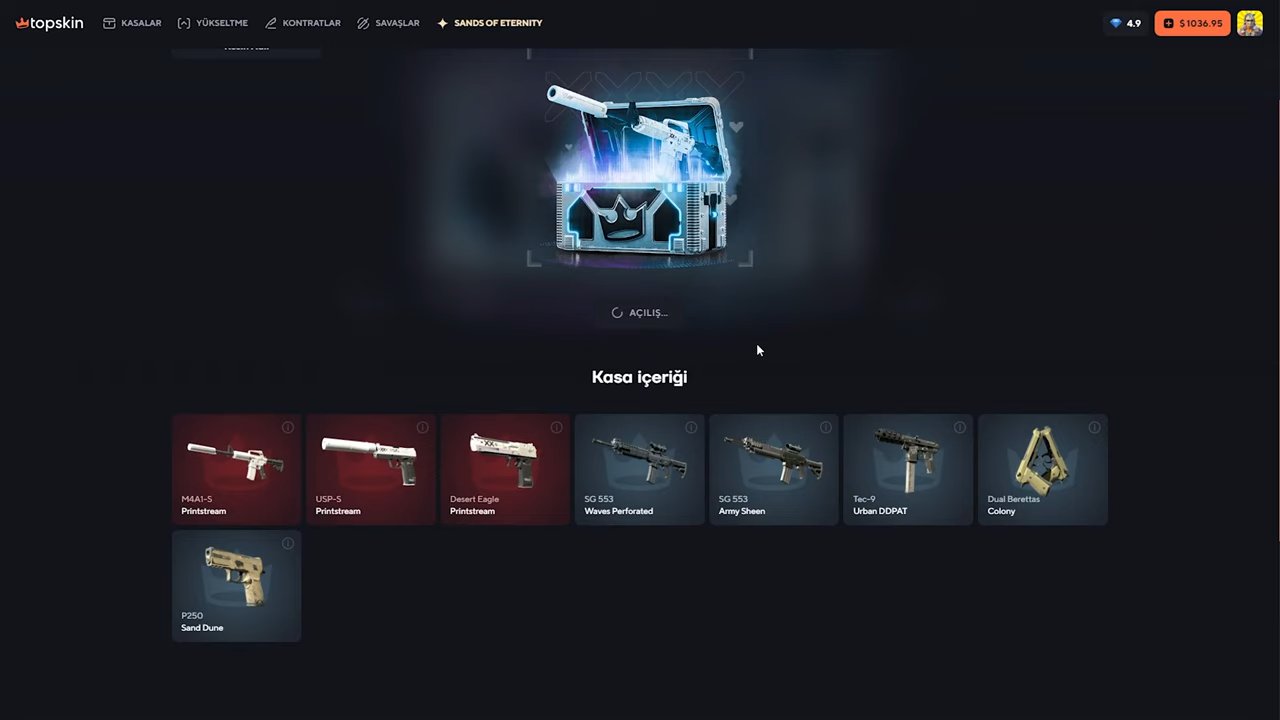 topskin
KASALAR
YÜKSELTME
KONTRATLAR
SAVAŞLAR
SANDS OF ETERNITY
4.9
$1036.95
AÇILIŞ...
Kasa içeriği
M4A1-S
Printstream
USP-S
Printstream
Desert Eagle
Printstream
SG 553
Waves Perforated
SG 553
Army Sheen
Tec-9
Urban DDPAT
Dual Berettas
Colony
P250
Sand Dune